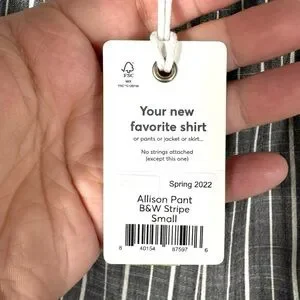 FSC
Your new
favorite shirt
or pants or jacket or skirt...
No strings attached
(except this one)
Spring 2022
Allison Pant
B&W Stripe
Small
8 40154 87597 6